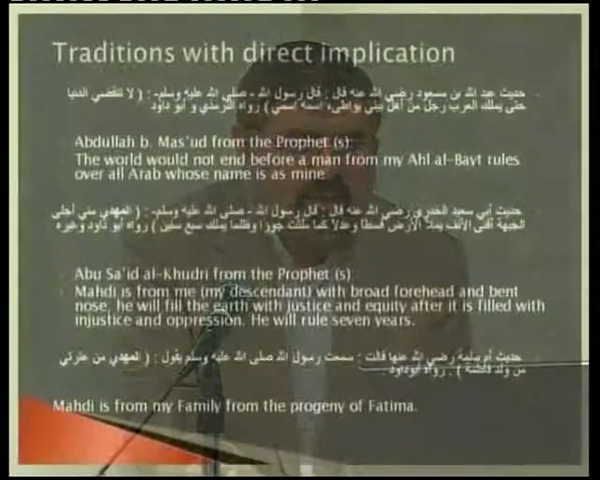 Traditions with direct implication
حديث عبد الله بن مسعود رضي الله عنه قال : قال رسول الله - صلى الله عليه وسلم- : ( لا تنقضي الدنيا
حتى يملك العرب رجل من أهل بيتي يواطىء اسمه اسمي ) رواه الترمذي و أبو داود
Abdullah b. Mas'ud from the Prophet (s):
The world would not end before a man from my Ahl al-Bayt rules
over all Arab whose name is as mine.
حديث أبي سعيد الخدري رضي الله عنه قال : قال رسول الله - صلى الله عليه وسلم- : ( المهدي مني أجلى
الجبهة أقنى الأنف يملأ الأرض قسطا وعدلا كما ملئت جورا وظلما يملك سبع سنين ) رواه أبو داود وغيره
Abu Sa'id al-Khudri from the Prophet (s)
Mahdi is from me (my descendant) with broad forehead and bent
nose, he will fill the earth with justice and equity after it is filled with
injustice and oppression. He will rule seven years.
حديث أم سلمة رضي الله عنها قالت : سمعت رسول الله صلى الله عليه وسلم يقول : ( المهدي من عترتي
من ولد فاطمة ) . رواه أبوداود.
Mahdi is from my Family from the progeny of Fatima.